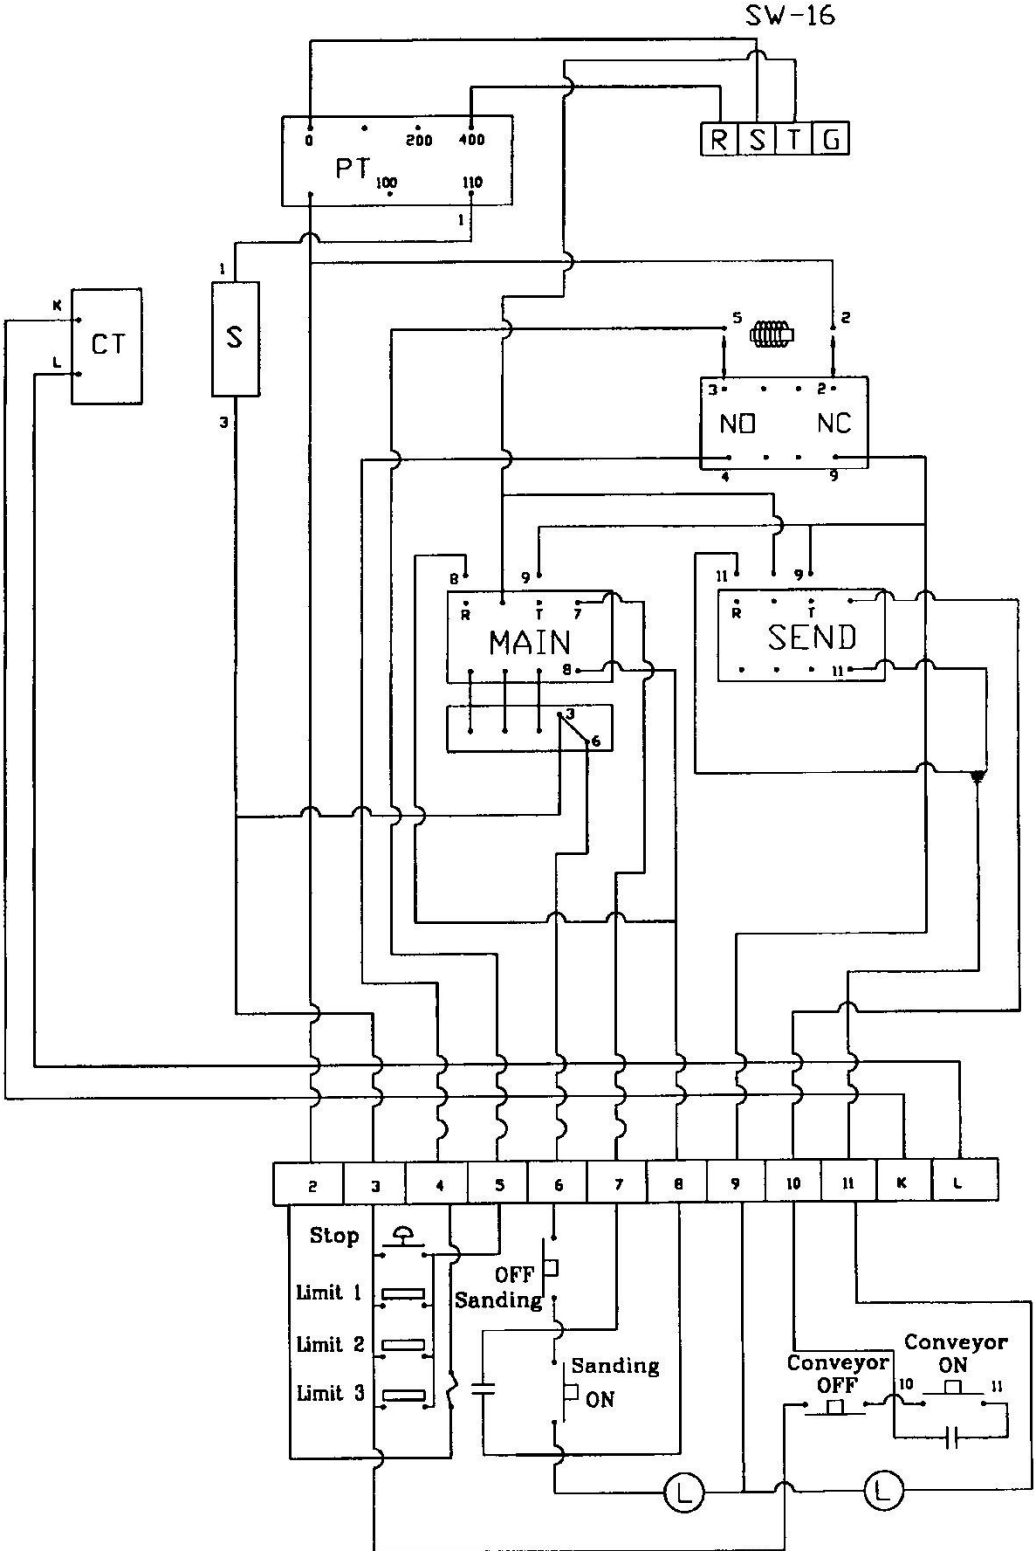 SW-16
R S T G
0 200 400
PT 100 110
1
1
K
CT
L
S
3
5 2
3 2
NO NC
4 9
8 9
R T 7
MAIN
8
3
6
11 9
R T
SEND
11
2 3 4 5 6 7 8 9 10 11 K L
Stop
Limit 1
Limit 2
Limit 3
OFF
Sanding
Sanding
ON
Conveyor
OFF
10
Conveyor
ON
11
L
L